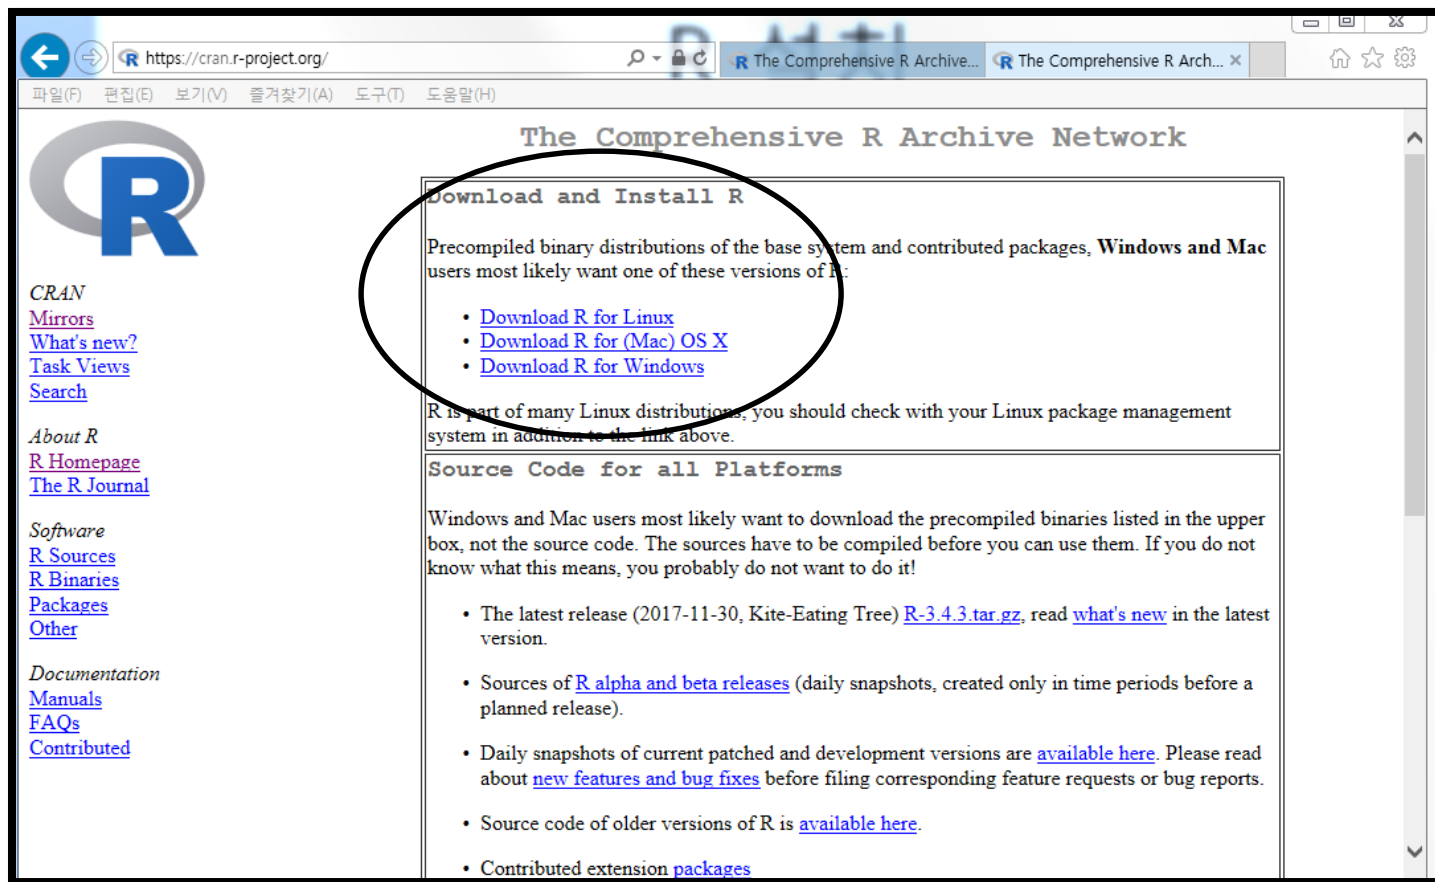 R 설치
https://cran.r-project.org/
The Comprehensive R Archive...
The Comprehensive R Arch...
파일(F) 편집(E) 보기(V) 즐겨찾기(A) 도구(T) 도움말(H)
R
CRAN
Mirrors
What's new?
Task Views
Search
About R
R Homepage
The R Journal
Software
R Sources
R Binaries
Packages
Other
Documentation
Manuals
FAQs
Contributed
The Comprehensive R Archive Network
Download and Install R
Precompiled binary distributions of the base system and contributed packages, Windows and Mac
users most likely want one of these versions of R:
• Download R for Linux
• Download R for (Mac) OS X
• Download R for Windows
R is part of many Linux distributions, you should check with your Linux package management
system in addition to the link above.
Source Code for all Platforms
Windows and Mac users most likely want to download the precompiled binaries listed in the upper
box, not the source code. The sources have to be compiled before you can use them. If you do not
know what this means, you probably do not want to do it!
• The latest release (2017-11-30, Kite-Eating Tree) R-3.4.3.tar.gz, read what's new in the latest
version.
• Sources of R alpha and beta releases (daily snapshots, created only in time periods before a
planned release).
• Daily snapshots of current patched and development versions are available here. Please read
about new features and bug fixes before filing corresponding feature requests or bug reports.
• Source code of older versions of R is available here.
• Contributed extension packages